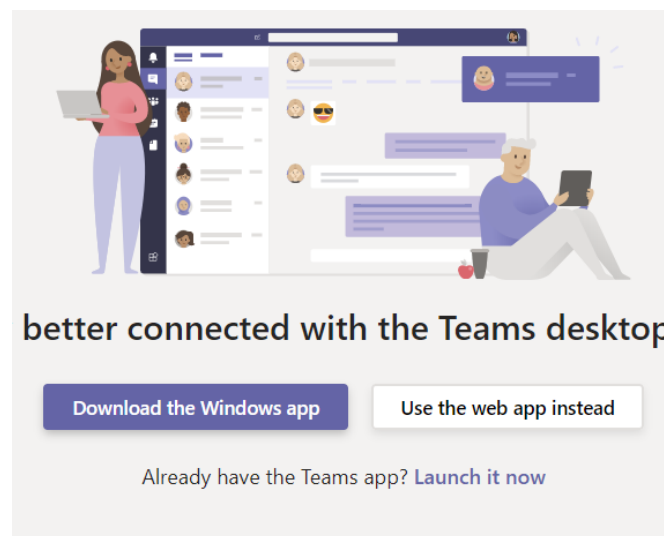 better connected with the Teams desktop
Download the Windows app
Use the web app instead
Already have the Teams app? Launch it now